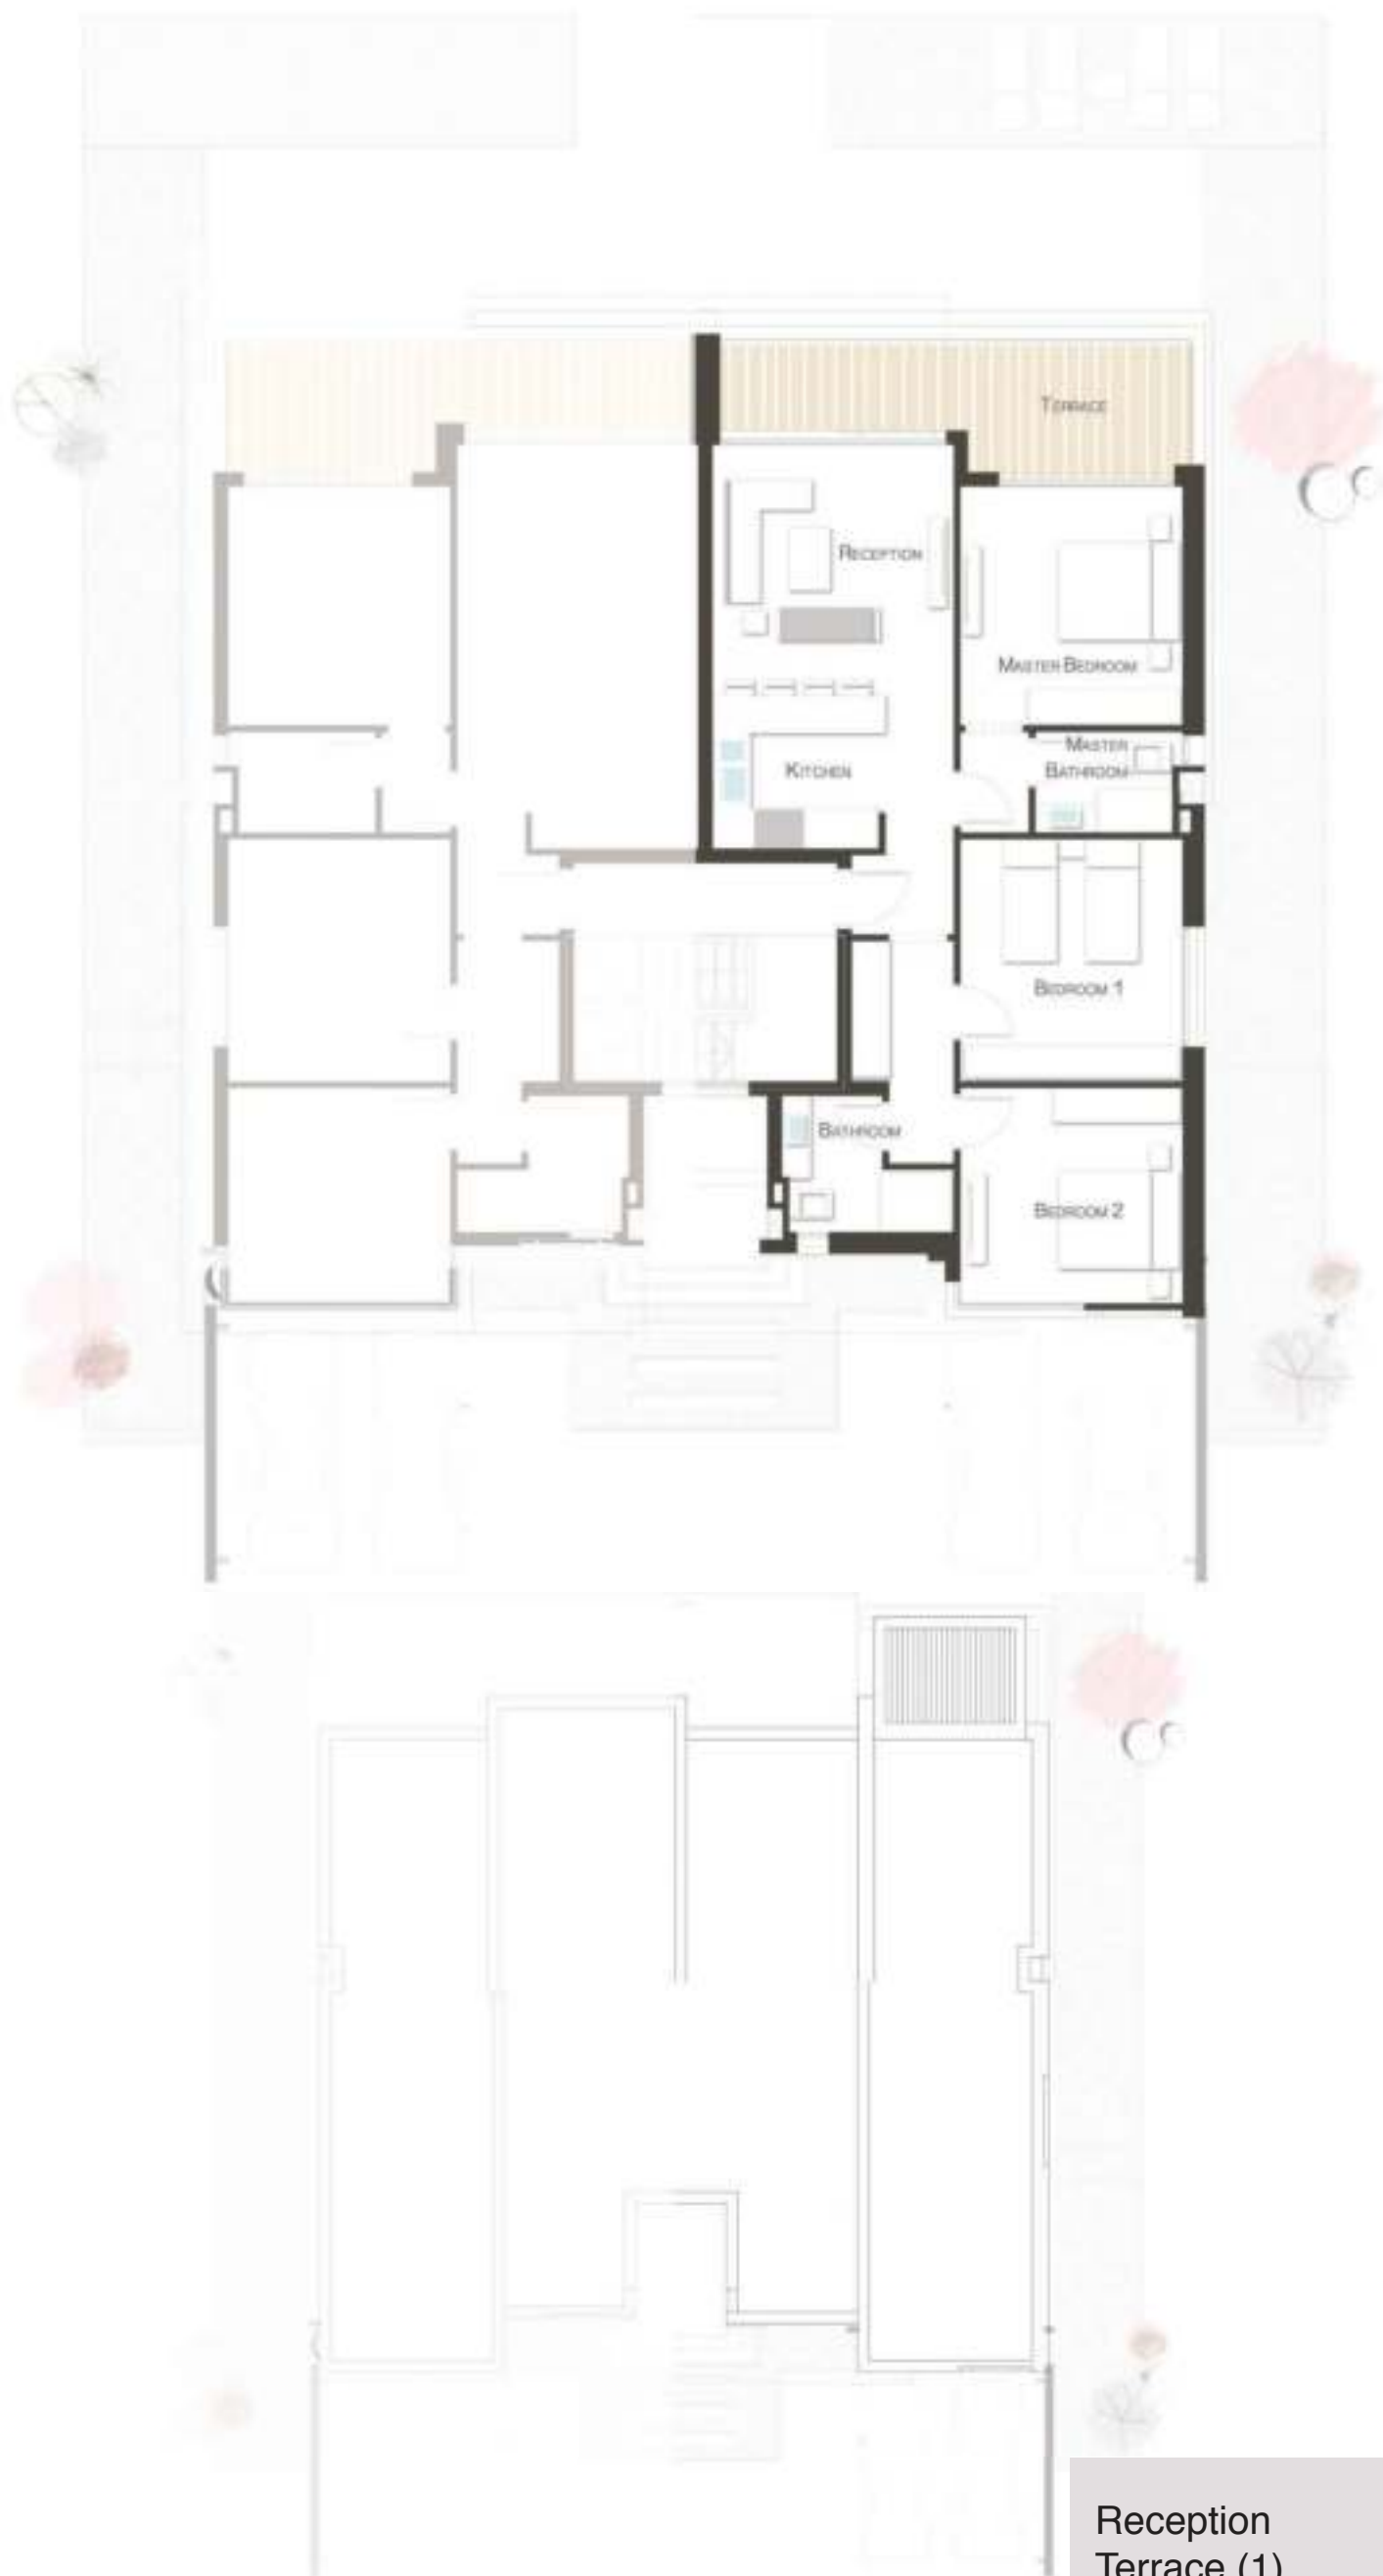 Terrace
Reception
Master Bedroom
Master
Bathroom
Kitchen
Bedroom 1
Bathroom
Bedroom 2
Reception
Terrace (1)